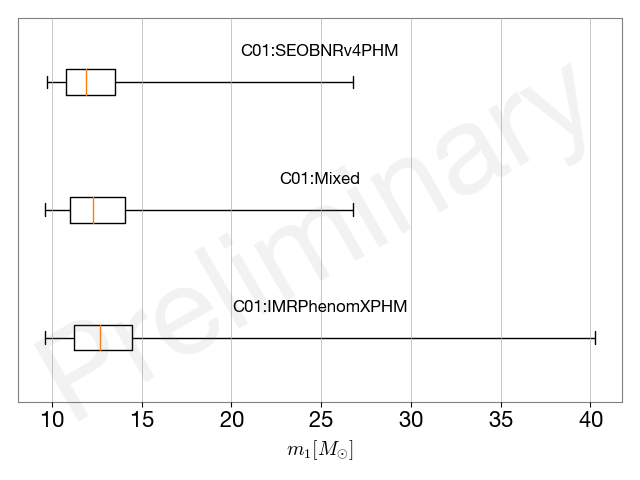 C01:SEOBNRv4PHM
C01:Mixed
C01:IMRPhenomXPHM
Preliminary
10 15 20 25 30 35 40
m₁[M☉]